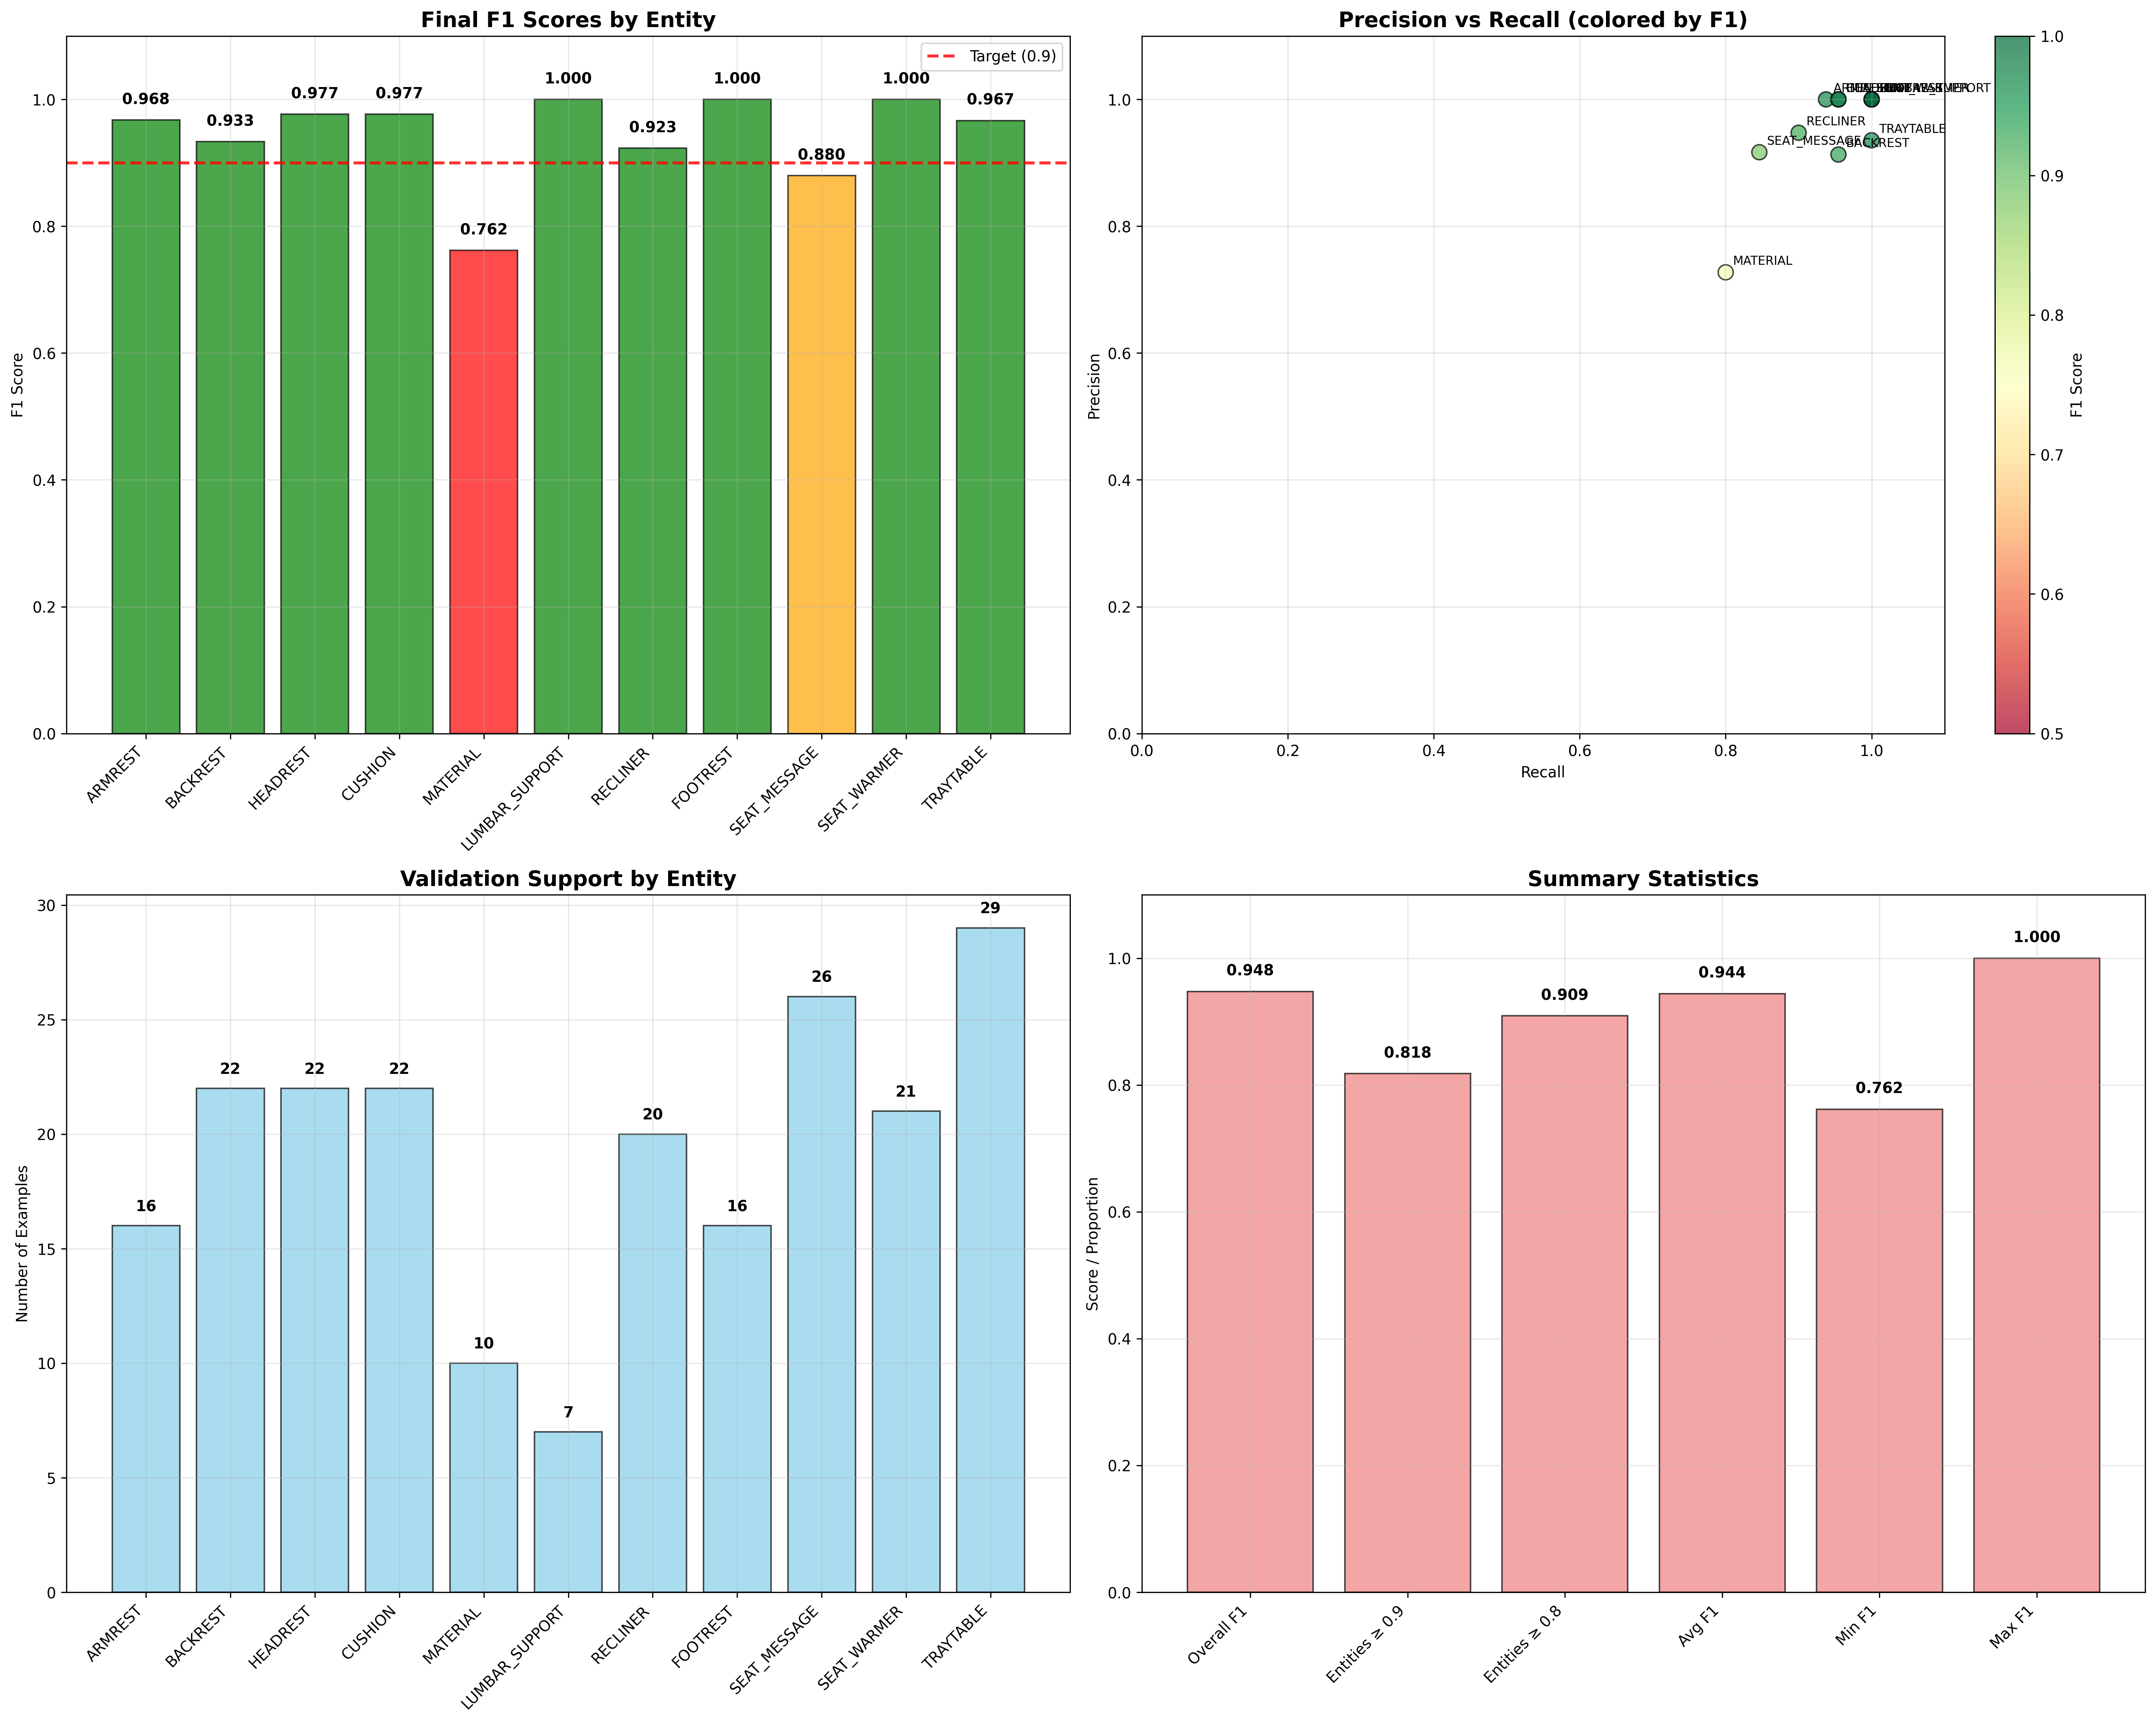 Final F1 Scores by Entity
Target (0.9)
0.968
0.933
0.977
0.977
0.762
1.000
0.923
1.000
0.880
1.000
0.967
F1 Score
1.0
0.8
0.6
0.4
0.2
0.0
ARMREST
BACKREST
HEADREST
CUSHION
MATERIAL
LUMBAR_SUPPORT
RECLINER
FOOTREST
SEAT_MESSAGE
SEAT_WARMER
TRAYTABLE
Precision vs Recall (colored by F1)
Precision
1.0
0.8
0.6
0.4
0.2
0.0
RECLINER
TRAYTABLE
SEAT_MESSAGE
BACKREST
MATERIAL
0.0
0.2
0.4
0.6
0.8
1.0
Recall
1.0
0.9
0.8
0.7
0.6
0.5
F1 Score
Validation Support by Entity
Number of Examples
30
25
20
15
10
5
0
16
22
22
22
10
7
20
16
26
21
29
ARMREST
BACKREST
HEADREST
CUSHION
MATERIAL
LUMBAR_SUPPORT
RECLINER
FOOTREST
SEAT_MESSAGE
SEAT_WARMER
TRAYTABLE
Summary Statistics
Score / Proportion
1.0
0.8
0.6
0.4
0.2
0.0
0.948
0.818
0.909
0.944
0.762
1.000
Overall F1
Entities ≥ 0.9
Entities ≥ 0.8
Avg F1
Min F1
Max F1